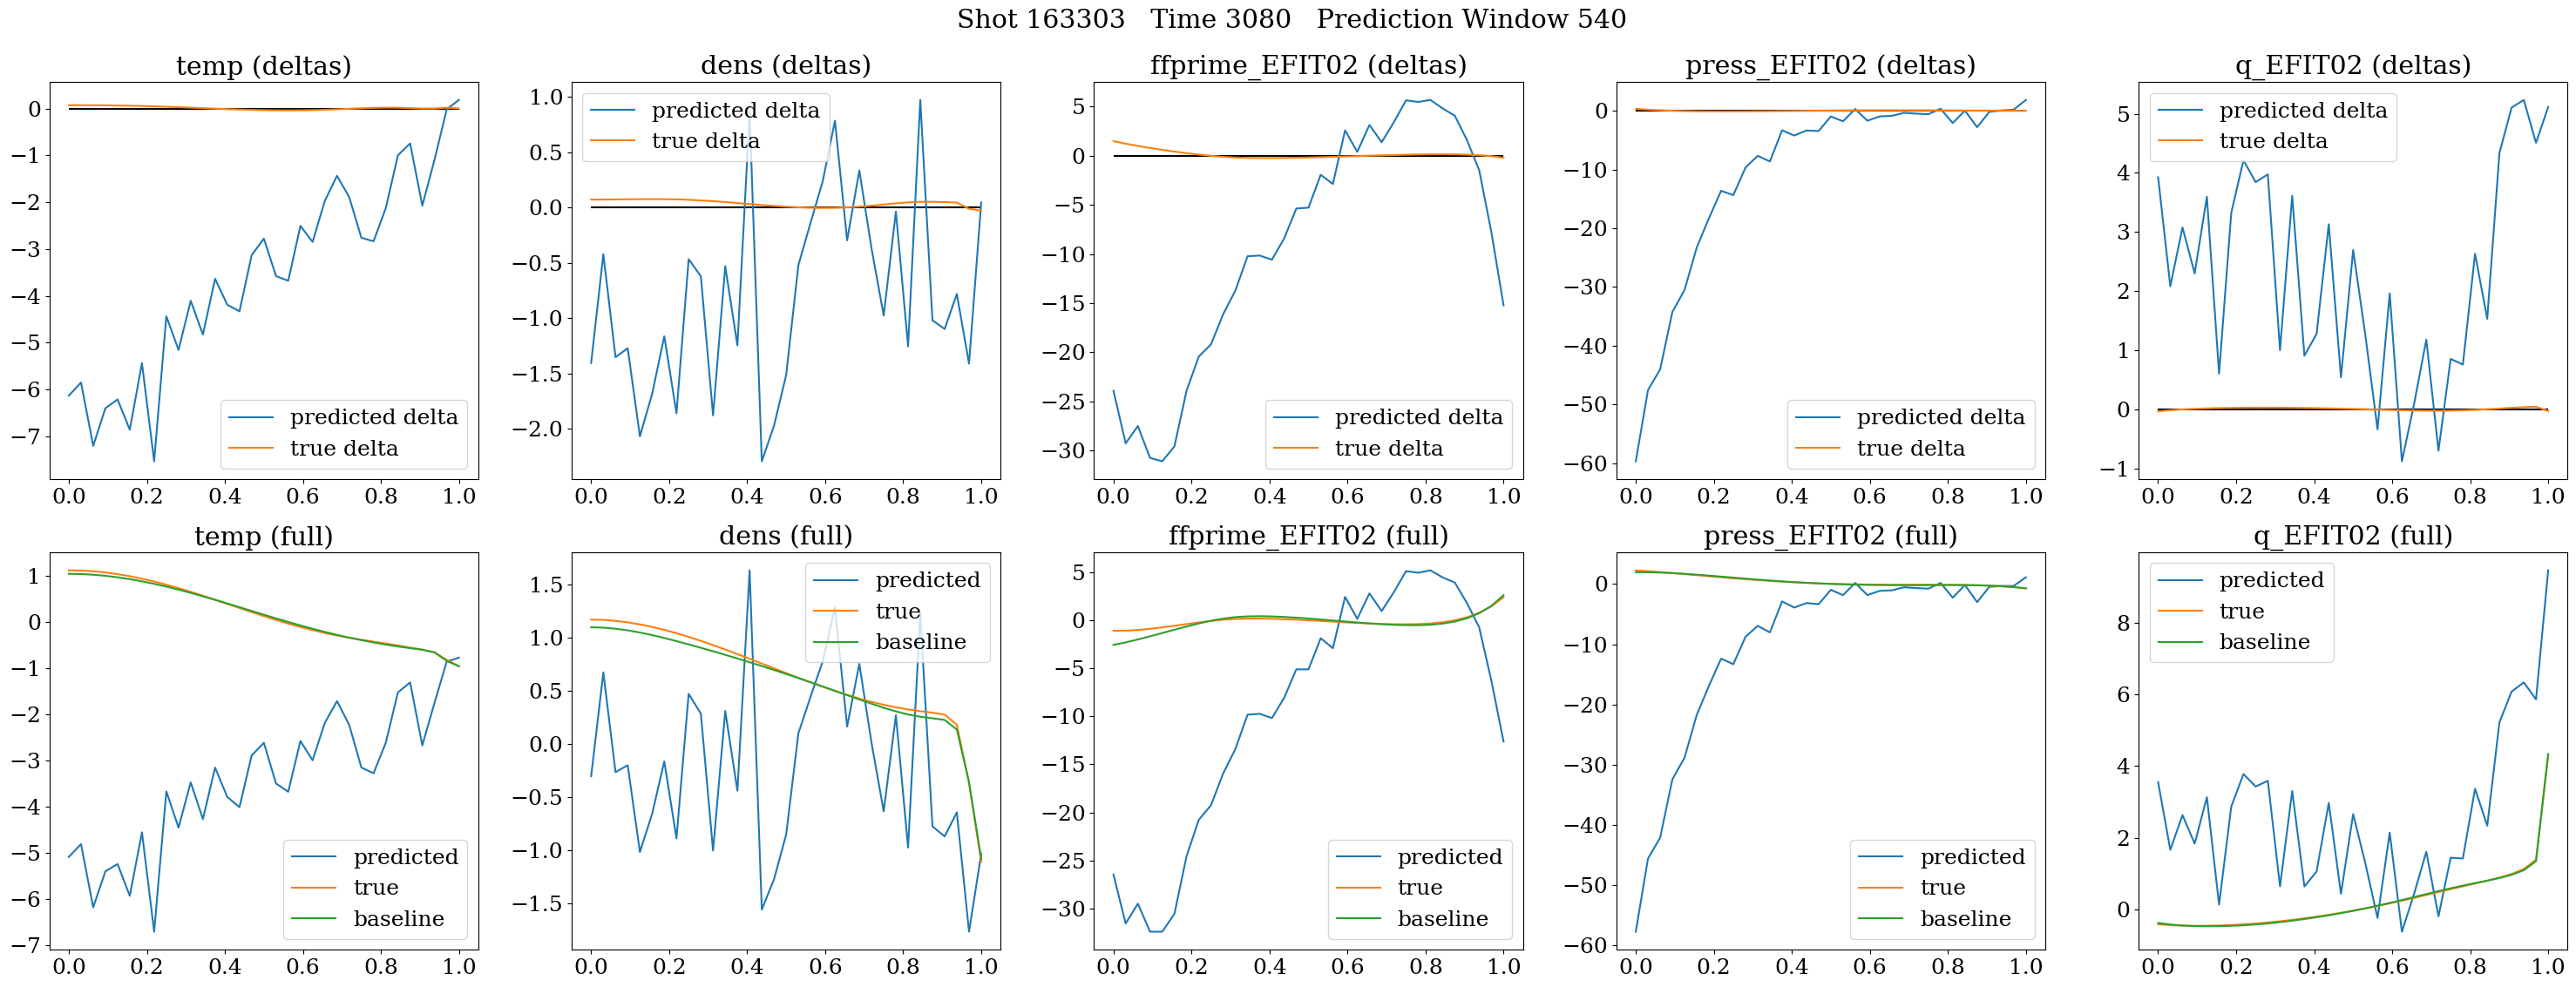 Shot 163303   Time 3080   Prediction Window 540
temp (deltas)
0
−1
−2
−3
−4
−5
−6
−7
predicted delta
true delta
0.0 0.2 0.4 0.6 0.8 1.0
dens (deltas)
1.0
0.5
0.0
−0.5
−1.0
−1.5
−2.0
predicted delta
true delta
0.0 0.2 0.4 0.6 0.8 1.0
ffprime_EFIT02 (deltas)
5
0
−5
−10
−15
−20
−25
−30
predicted delta
true delta
0.0 0.2 0.4 0.6 0.8 1.0
press_EFIT02 (deltas)
0
−10
−20
−30
−40
−50
−60
predicted delta
true delta
0.0 0.2 0.4 0.6 0.8 1.0
q_EFIT02 (deltas)
5
4
3
2
1
0
−1
predicted delta
true delta
0.0 0.2 0.4 0.6 0.8 1.0
temp (full)
1
0
−1
−2
−3
−4
−5
−6
−7
predicted
true
baseline
0.0 0.2 0.4 0.6 0.8 1.0
dens (full)
1.5
1.0
0.5
0.0
−0.5
−1.0
−1.5
predicted
true
baseline
0.0 0.2 0.4 0.6 0.8 1.0
ffprime_EFIT02 (full)
5
0
−5
−10
−15
−20
−25
−30
predicted
true
baseline
0.0 0.2 0.4 0.6 0.8 1.0
press_EFIT02 (full)
0
−10
−20
−30
−40
−50
−60
predicted
true
baseline
0.0 0.2 0.4 0.6 0.8 1.0
q_EFIT02 (full)
8
6
4
2
0
predicted
true
baseline
0.0 0.2 0.4 0.6 0.8 1.0